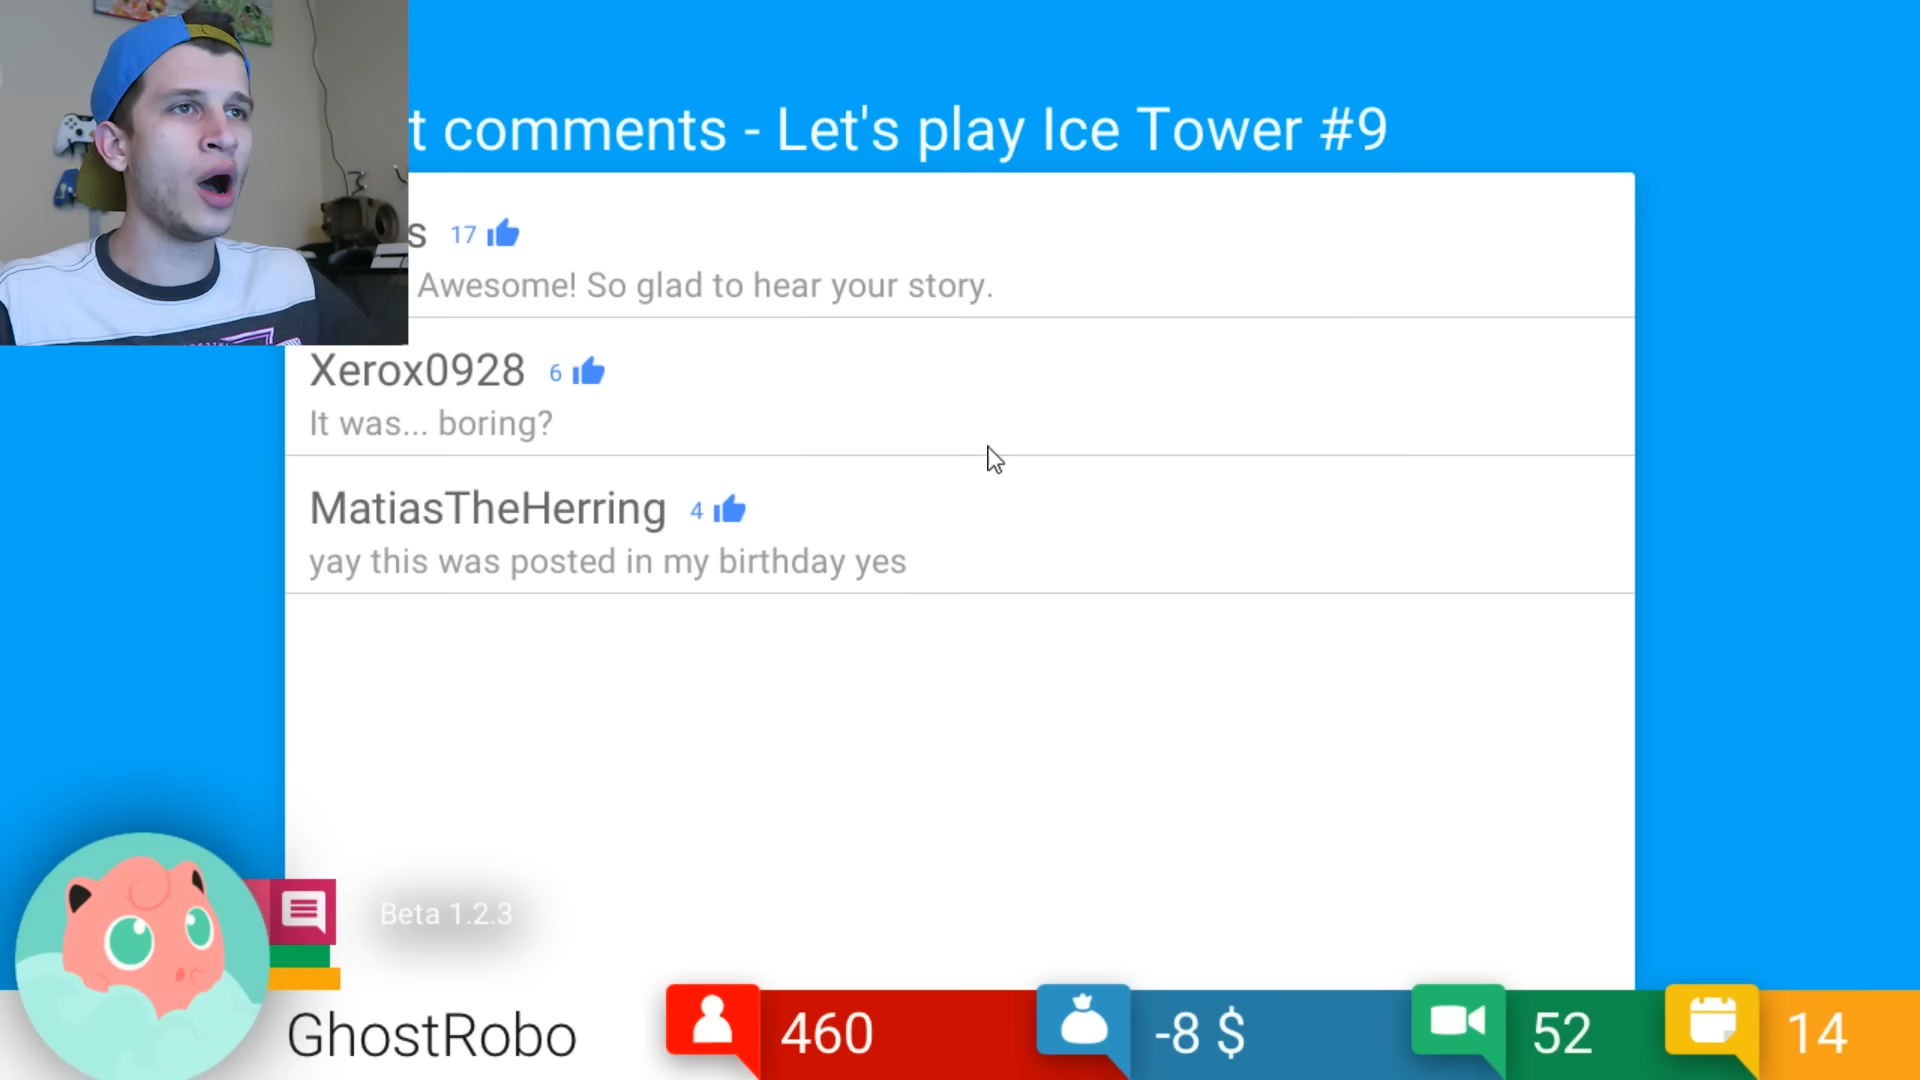 t comments - Let's play Ice Tower #9
s 17
Awesome! So glad to hear your story.
Xerox0928 6
It was... boring?
MatiasTheHerring 4
yay this was posted in my birthday yes
Beta 1.2.3
GhostRobo 460 -8 $ 52 14